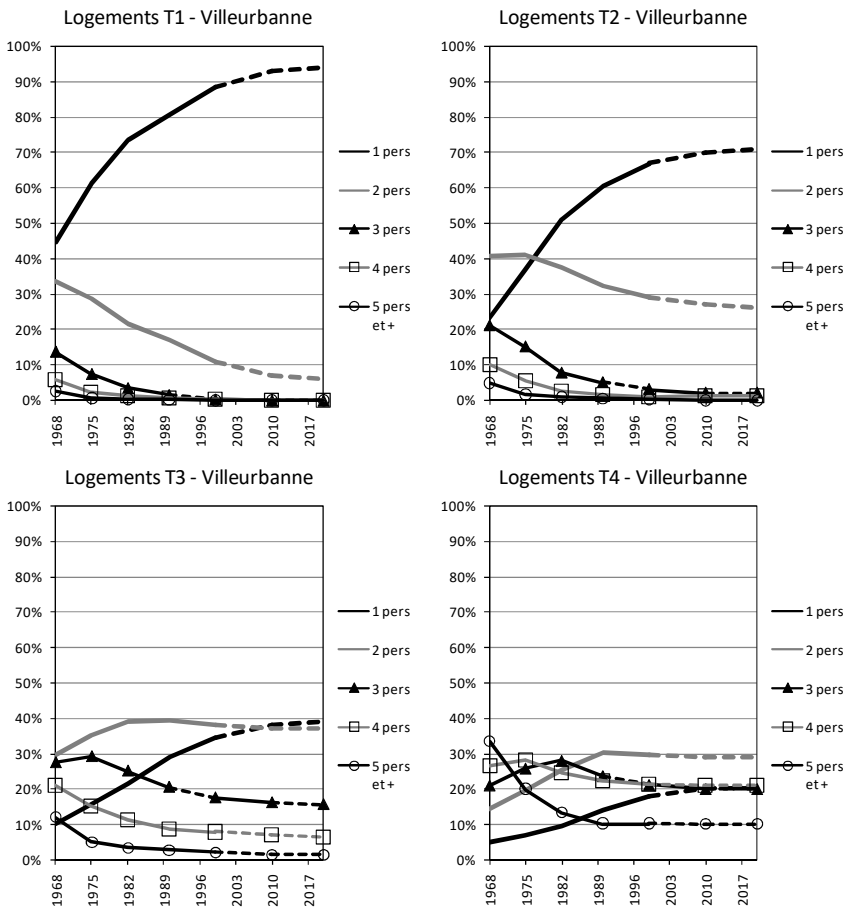 Logements T1 - Villeurbanne
100%
90%
80%
70%
60%
50%
40%
30%
20%
10%
0%
1968
1975
1982
1989
1996
2003
2010
2017
1 pers
2 pers
3 pers
4 pers
5 pers
et +
Logements T2 - Villeurbanne
100%
90%
80%
70%
60%
50%
40%
30%
20%
10%
0%
1968
1975
1982
1989
1996
2003
2010
2017
1 pers
2 pers
3 pers
4 pers
5 pers
et +
Logements T3 - Villeurbanne
100%
90%
80%
70%
60%
50%
40%
30%
20%
10%
0%
1968
1975
1982
1989
1996
2003
2010
2017
1 pers
2 pers
3 pers
4 pers
5 pers
et +
Logements T4 - Villeurbanne
100%
90%
80%
70%
60%
50%
40%
30%
20%
10%
0%
1968
1975
1982
1989
1996
2003
2010
2017
1 pers
2 pers
3 pers
4 pers
5 pers
et +